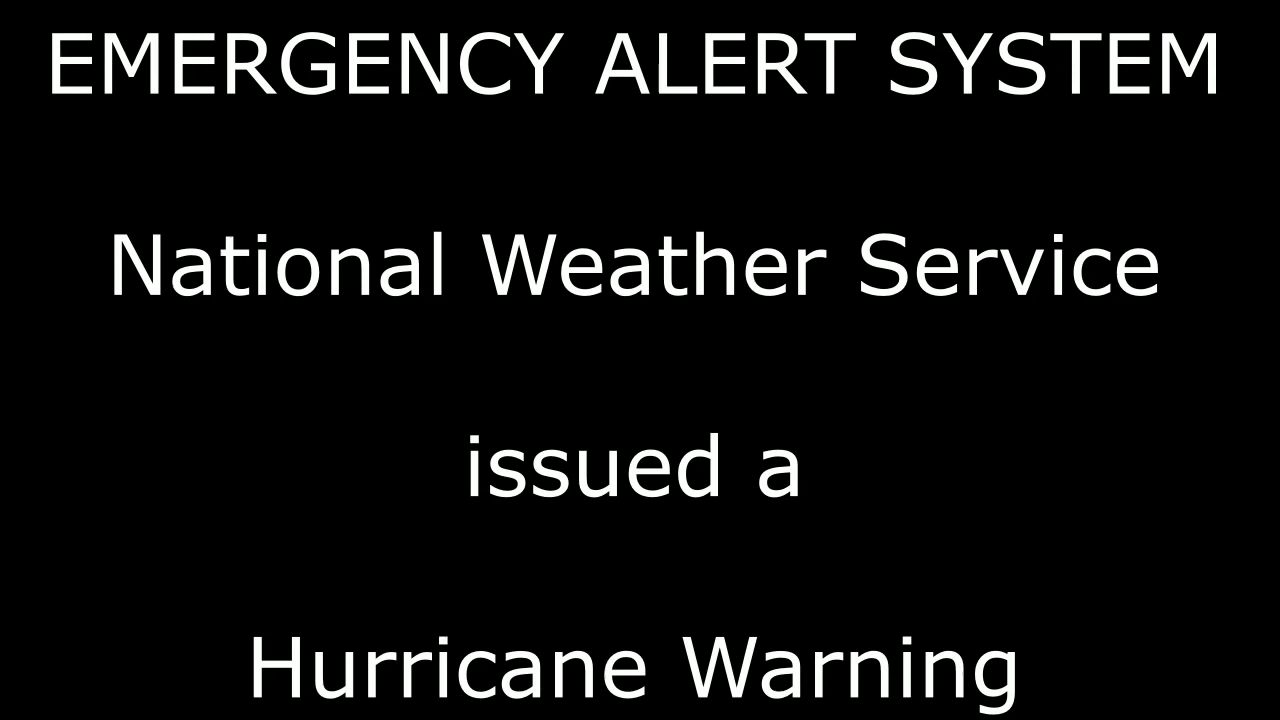 EMERGENCY ALERT SYSTEM
National Weather Service
issued a
Hurricane Warning